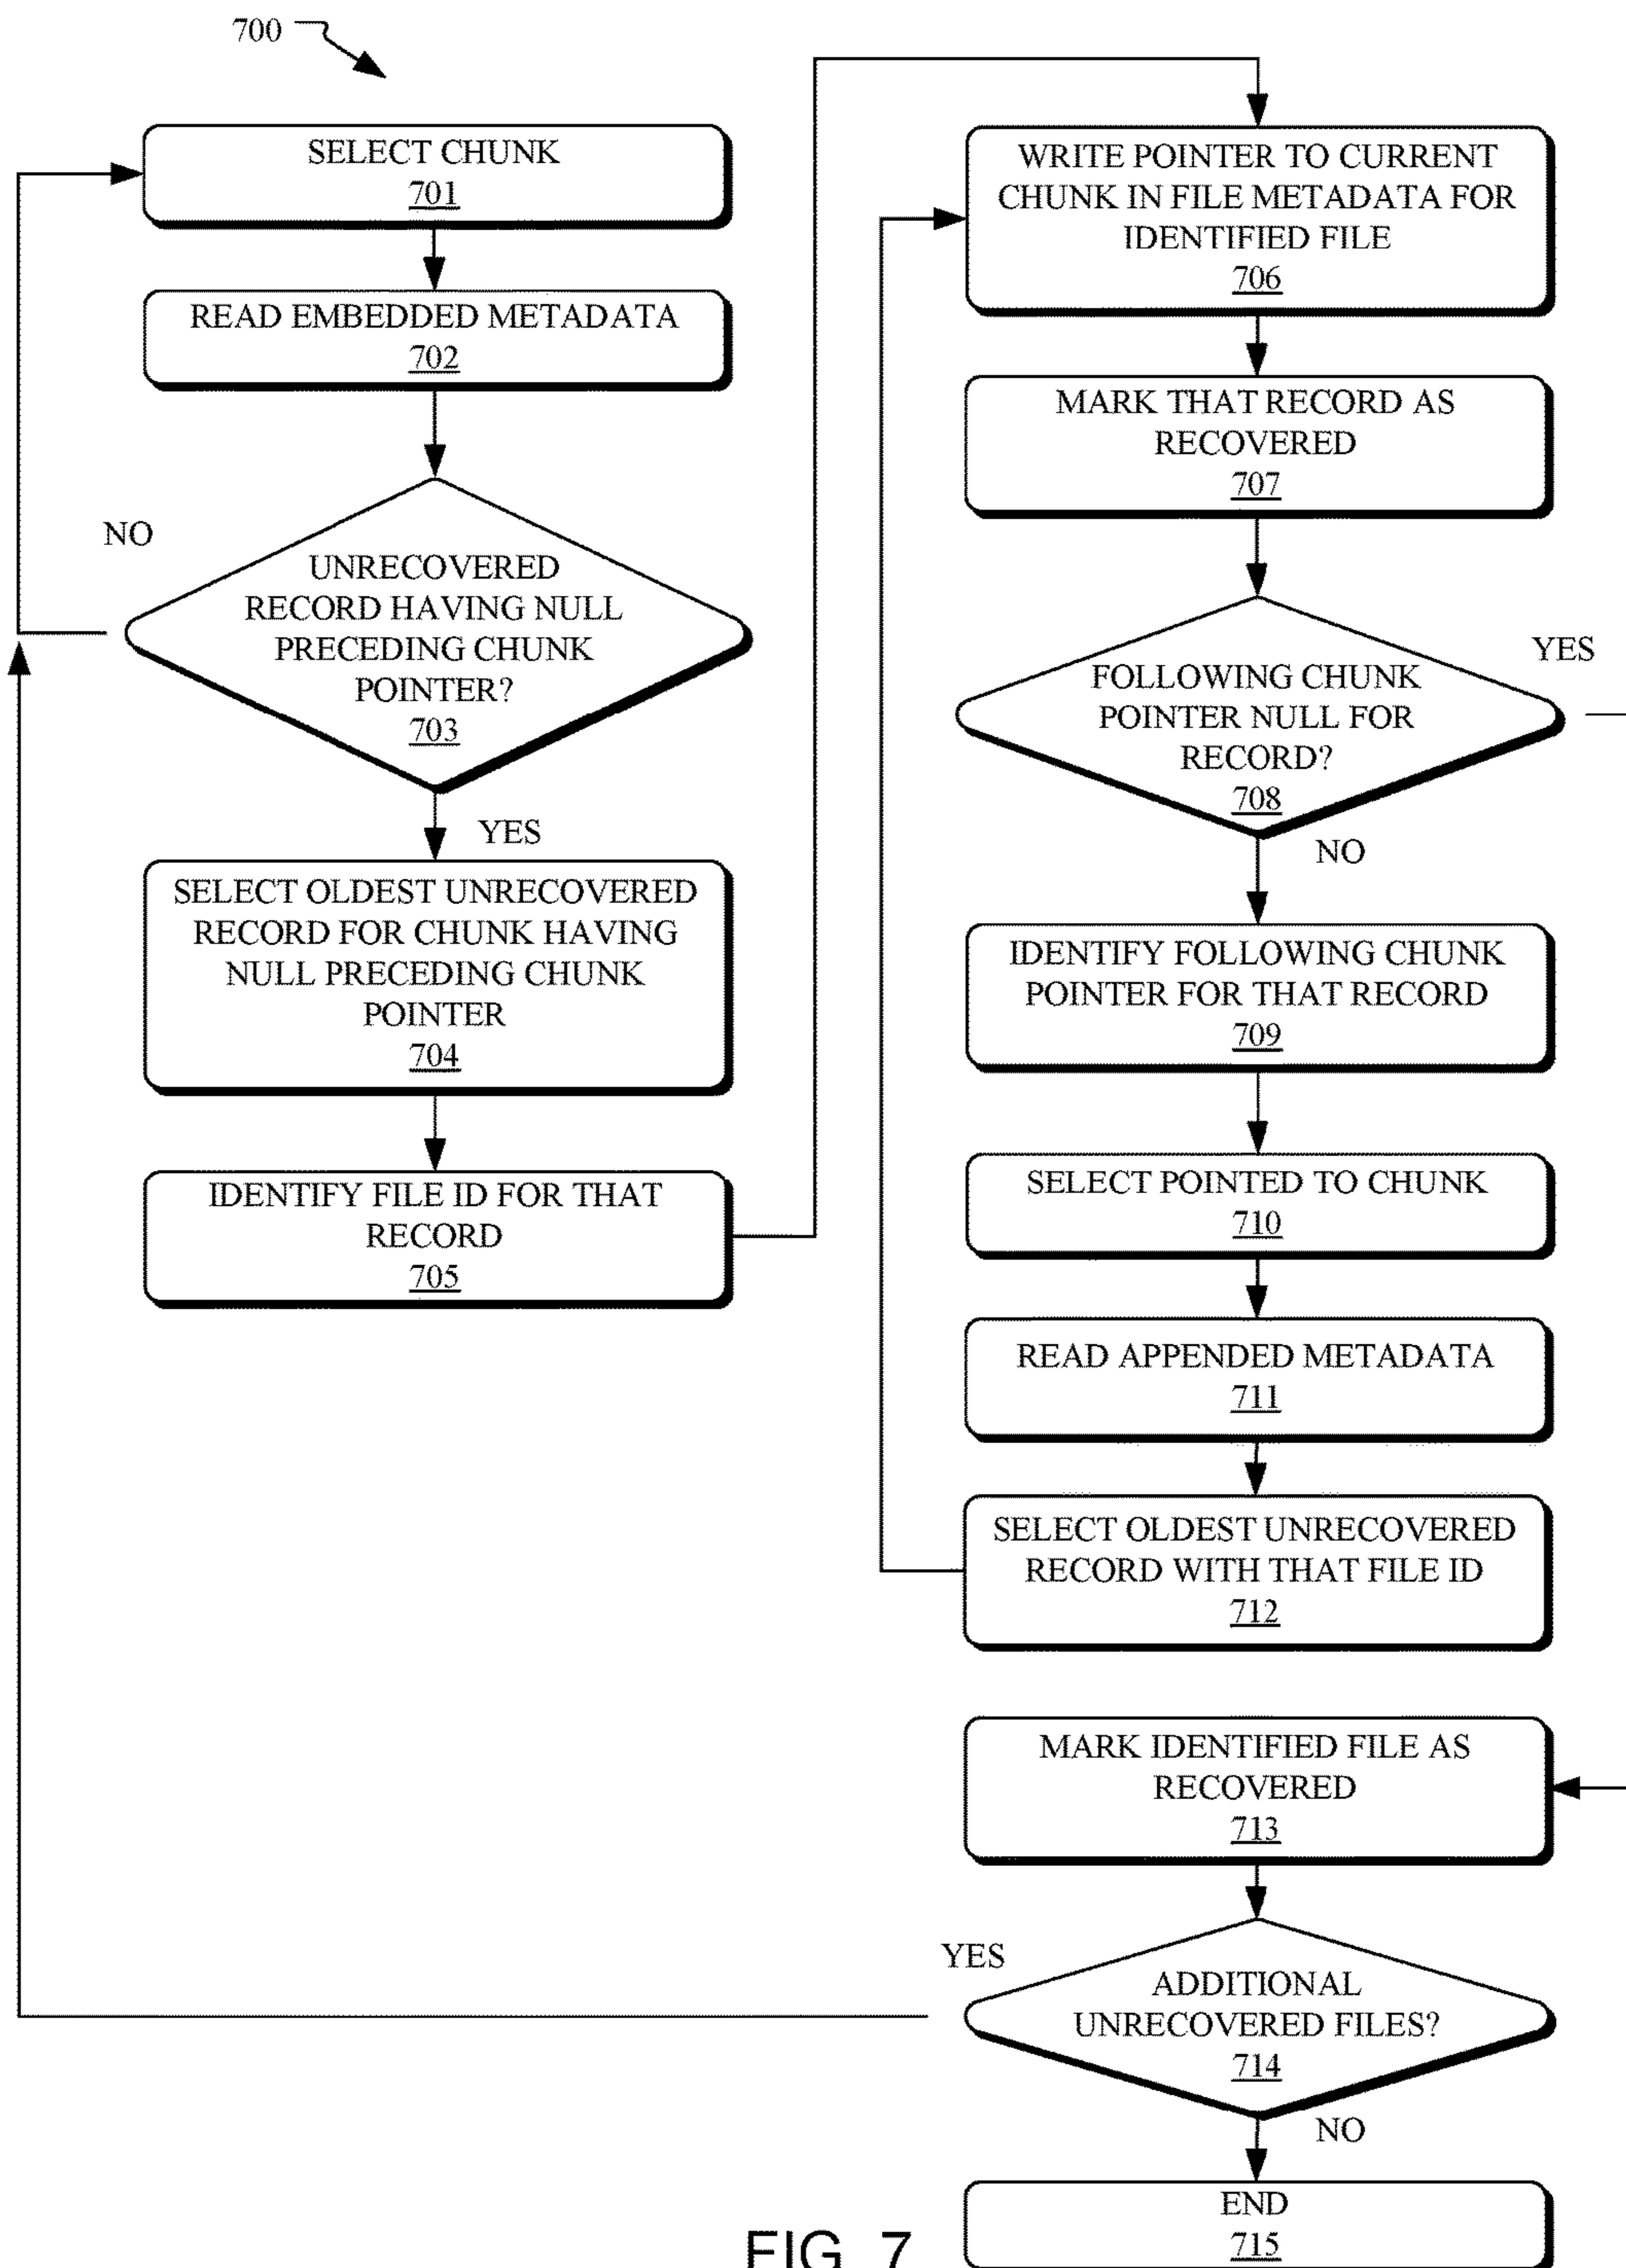 700
SELECT CHUNK
701
READ EMBEDDED METADATA
702
NO
UNRECOVERED
RECORD HAVING NULL
PRECEDING CHUNK
POINTER?
703
YES
SELECT OLDEST UNRECOVERED
RECORD FOR CHUNK HAVING
NULL PRECEDING CHUNK
POINTER
704
IDENTIFY FILE ID FOR THAT
RECORD
705
WRITE POINTER TO CURRENT
CHUNK IN FILE METADATA FOR
IDENTIFIED FILE
706
MARK THAT RECORD AS
RECOVERED
707
FOLLOWING CHUNK
POINTER NULL FOR
RECORD?
708
YES
NO
IDENTIFY FOLLOWING CHUNK
POINTER FOR THAT RECORD
709
SELECT POINTED TO CHUNK
710
READ APPENDED METADATA
711
SELECT OLDEST UNRECOVERED
RECORD WITH THAT FILE ID
712
MARK IDENTIFIED FILE AS
RECOVERED
713
YES
ADDITIONAL
UNRECOVERED FILES?
714
NO
END
715
FIG. 7